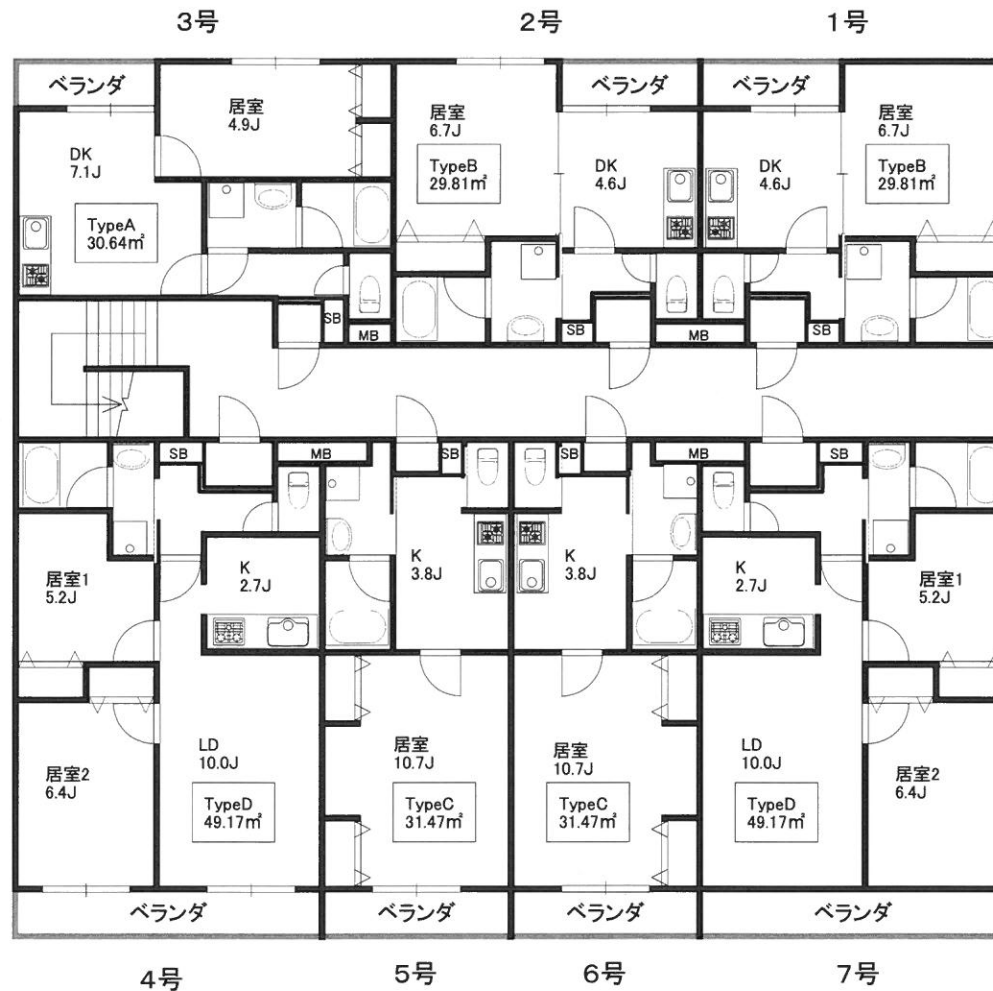 3号
2号
1号
ベランダ
居室
4.9J
DK
7.1J
TypeA
30.64㎡
SB
MB
居室
6.7J
TypeB
29.81㎡
ベランダ
DK
4.6J
SB
MB
ベランダ
DK
4.6J
居室
6.7J
TypeB
29.81㎡
SB
SB
MB
居室1
5.2J
K
2.7J
居室2
6.4J
LD
10.0J
TypeD
49.17㎡
ベランダ
SB
K
3.8J
居室
10.7J
TypeC
31.47㎡
ベランダ
SB
K
3.8J
居室
10.7J
TypeC
31.47㎡
ベランダ
MB
SB
K
2.7J
居室1
5.2J
LD
10.0J
TypeD
49.17㎡
居室2
6.4J
ベランダ
4号
5号
6号
7号